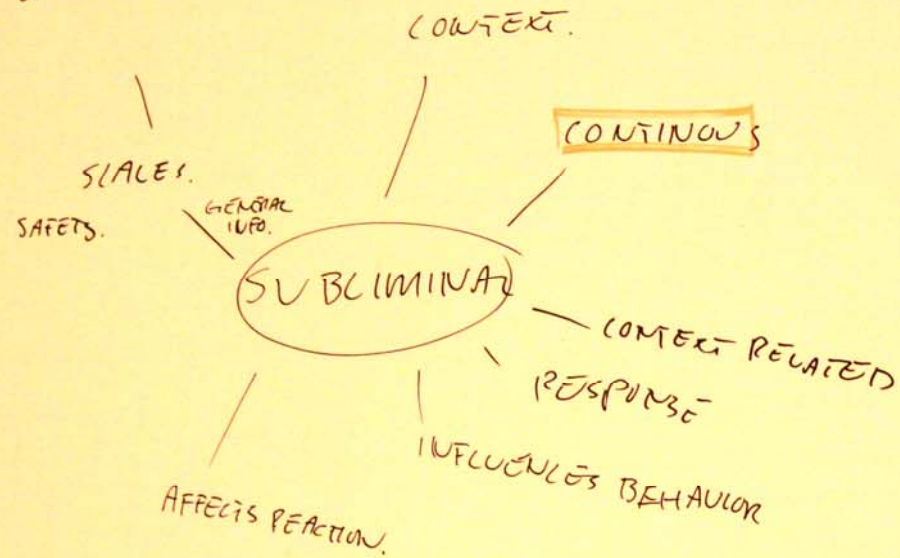 CONTEXT.
CONTINOUS
SCALES.
GENERAL
INFO.
SAFETY.
SUBLIMINAL
CONTEXT RELATED
RESPONSE
INFLUENCES BEHAVIOR
AFFECTS REACTION.